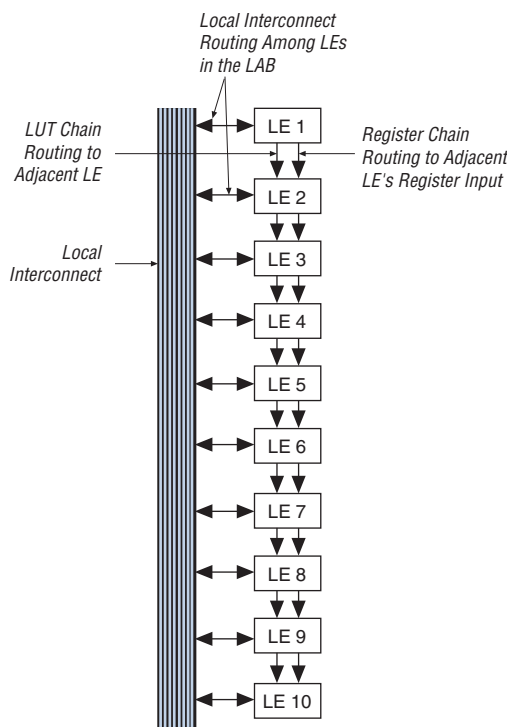 Local Interconnect
Routing Among LEs
in the LAB
LUT Chain
Routing to
Adjacent LE
LE 1
Register Chain
Routing to Adjacent
LE's Register Input
LE 2
Local
Interconnect
LE 3
LE 4
LE 5
LE 6
LE 7
LE 8
LE 9
LE 10